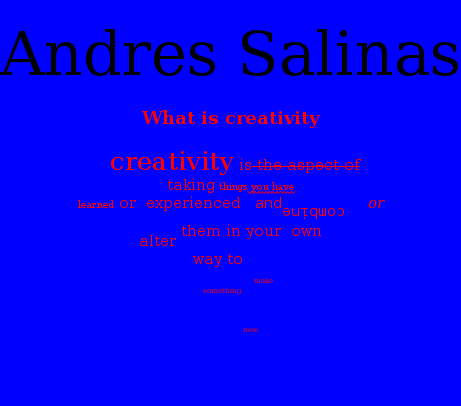 Andres Salinas
What is creativity
creativity is the aspect of
taking things you have
learned or experienced and combine or
alter them in your own
way to
make
something
new.